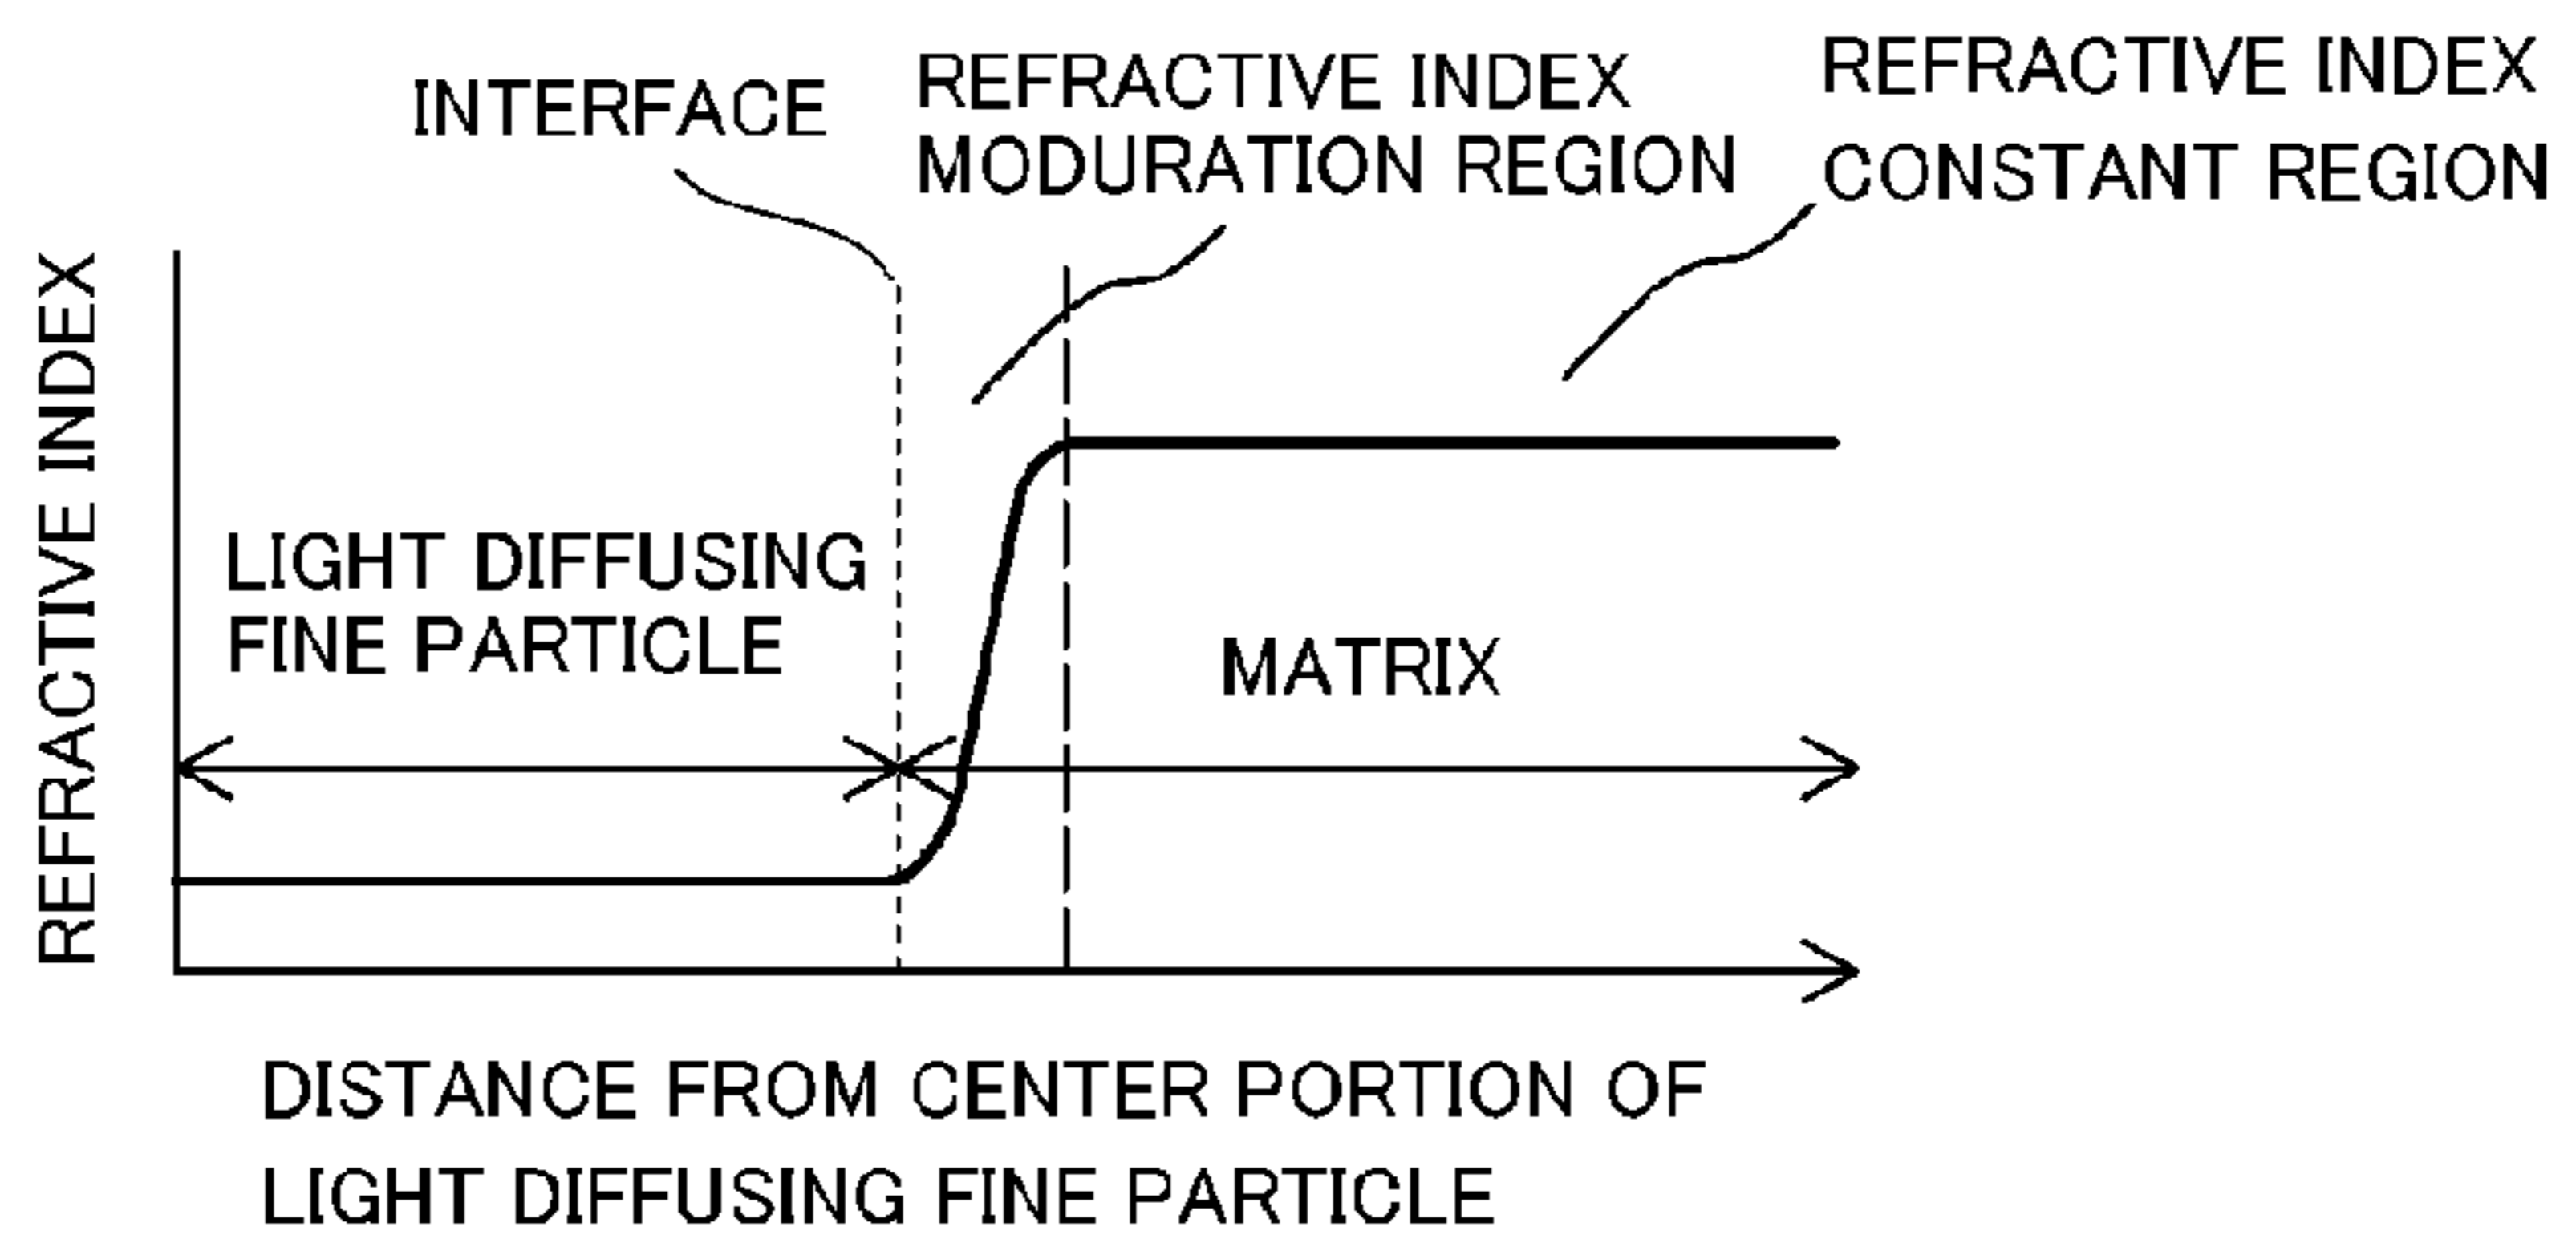 INTERFACE
REFRACTIVE INDEX
MODURATION REGION
REFRACTIVE INDEX
CONSTANT REGION
REFRACTIVE INDEX
LIGHT DIFFUSING
FINE PARTICLE
MATRIX
DISTANCE FROM CENTER PORTION OF
LIGHT DIFFUSING FINE PARTICLE